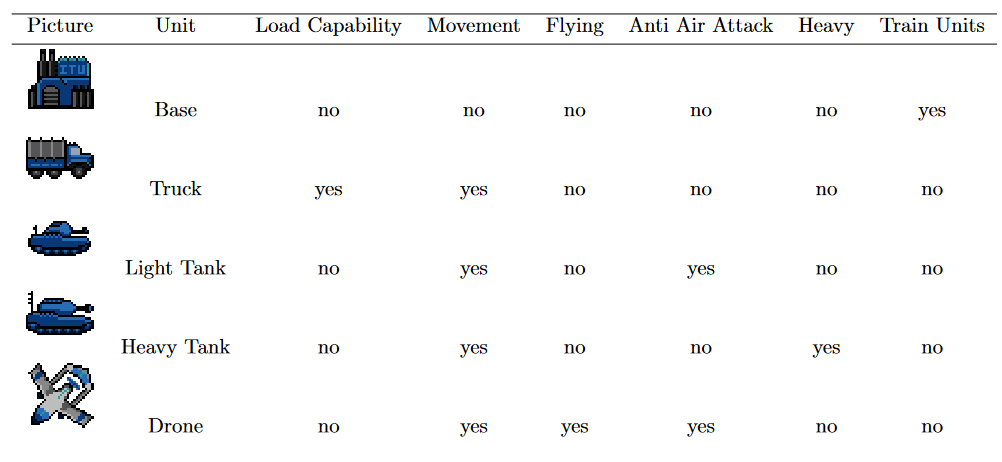 Picture Unit Load Capability Movement Flying Anti Air Attack Heavy Train Units
ITU
Base no no no no no yes
Truck yes yes no no no no
Light Tank no yes no yes no no
Heavy Tank no yes no no yes no
Drone no yes yes yes no no